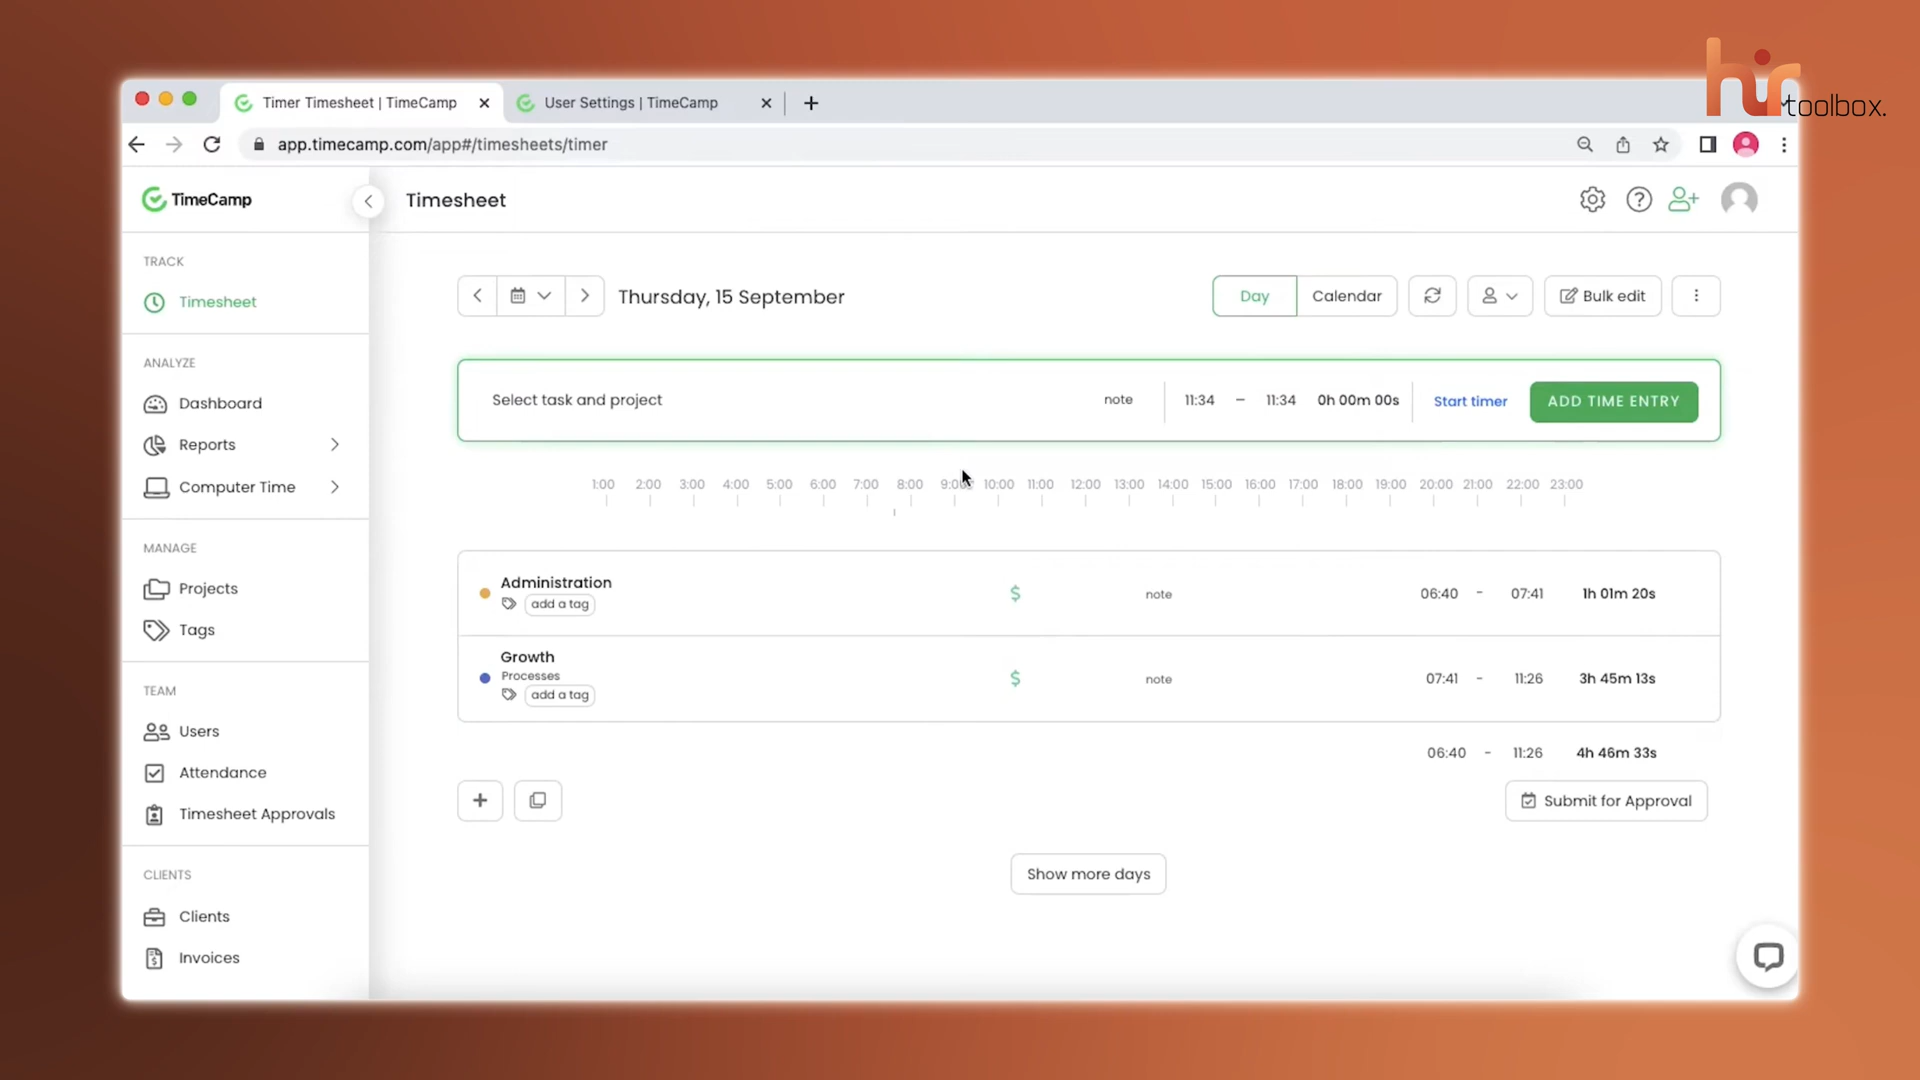 hr toolbox.
Timer Timesheet | TimeCamp
User Settings | TimeCamp
app.timecamp.com/app#/timesheets/timer
TimeCamp
Timesheet
TRACK
Timesheet
ANALYZE
Dashboard
Reports
Computer Time
MANAGE
Projects
Tags
TEAM
Users
Attendance
Timesheet Approvals
CLIENTS
Clients
Invoices
Thursday, 15 September
Day Calendar Bulk edit
Select task and project note 11:34 – 11:34 0h 00m 00s Start timer ADD TIME ENTRY
1:00 2:00 3:00 4:00 5:00 6:00 7:00 8:00 9:00 10:00 11:00 12:00 13:00 14:00 15:00 16:00 17:00 18:00 19:00 20:00 21:00 22:00 23:00
Administration
add a tag
$ note 06:40 - 07:41 1h 01m 20s
Growth
Processes
add a tag
$ note 07:41 - 11:26 3h 45m 13s
06:40 - 11:26 4h 46m 33s
Submit for Approval
Show more days